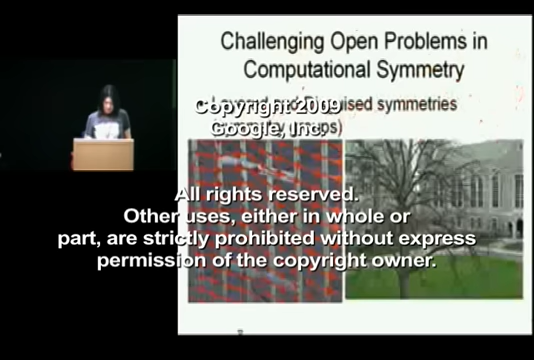 Challenging Open Problems in
Computational Symmetry
Copyright 2009
symmetries
Google, Inc.
All rights reserved.
Other uses, either in whole or
part, are strictly prohibited without express
permission of the copyright owner.